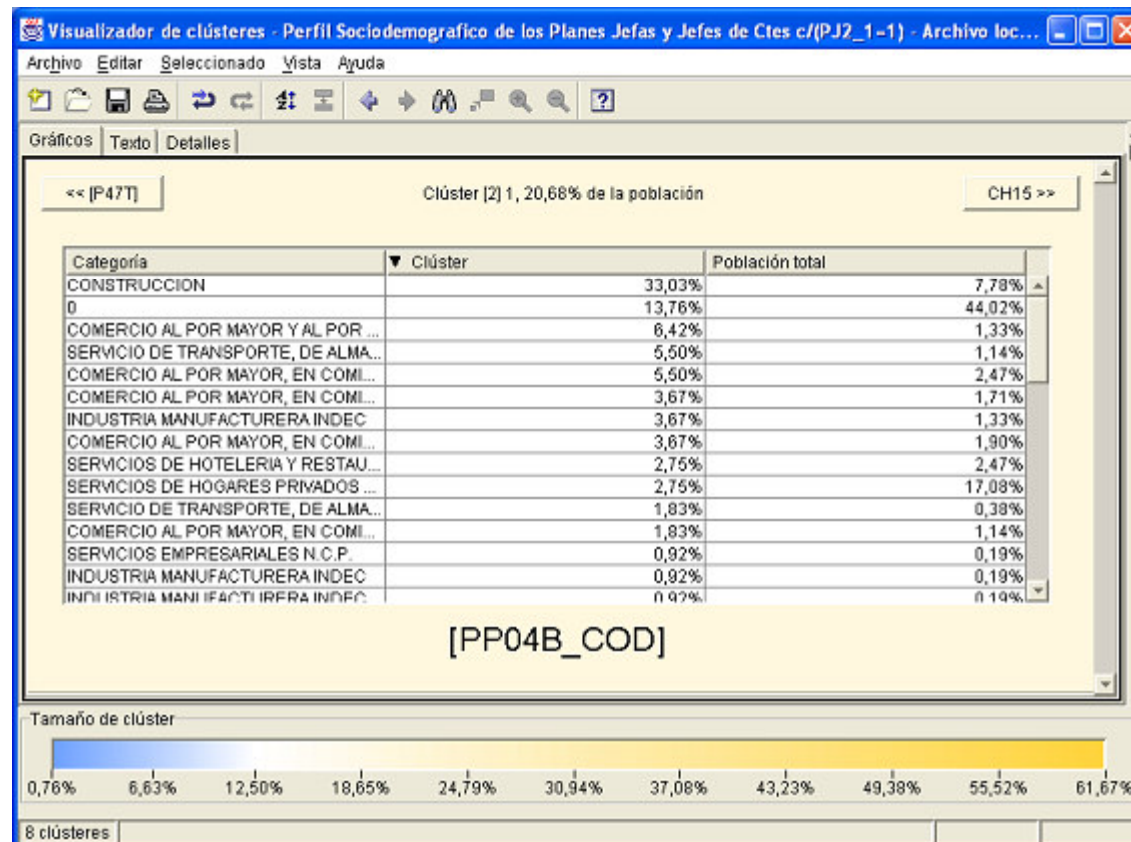 Visualizador de clústeres - Perfil Sociodemografico de los Planes Jefas y Jefes de Ctes c/(PJ2_1=1) - Archivo loc...
Archivo Editar Seleccionado Vista Ayuda
Gráficos Texto Detalles
<< [P47T] Clúster [2] 1, 20,68% de la población CH15 >>
Categoría ▼ Clúster Población total
CONSTRUCCION 33,03% 7,78%
0 13,76% 44,02%
COMERCIO AL POR MAYOR Y AL POR ... 6,42% 1,33%
SERVICIO DE TRANSPORTE, DE ALMA... 5,50% 1,14%
COMERCIO AL POR MAYOR, EN COMI... 5,50% 2,47%
COMERCIO AL POR MAYOR, EN COMI... 3,67% 1,71%
INDUSTRIA MANUFACTURERA INDEC 3,67% 1,33%
COMERCIO AL POR MAYOR, EN COMI... 3,67% 1,90%
SERVICIOS DE HOTELERIA Y RESTAU... 2,75% 2,47%
SERVICIOS DE HOGARES PRIVADOS ... 2,75% 17,08%
SERVICIO DE TRANSPORTE, DE ALMA... 1,83% 0,38%
COMERCIO AL POR MAYOR, EN COMI... 1,83% 1,14%
SERVICIOS EMPRESARIALES N.C.P. 0,92% 0,19%
INDUSTRIA MANUFACTURERA INDEC 0,92% 0,19%
INDUSTRIA MANUFACTURERA INDEC 0,92% 0,19%
[PP04B_COD]
Tamaño de clúster
0,76% 6,63% 12,50% 18,65% 24,79% 30,94% 37,08% 43,23% 49,38% 55,52% 61,67%
8 clústeres